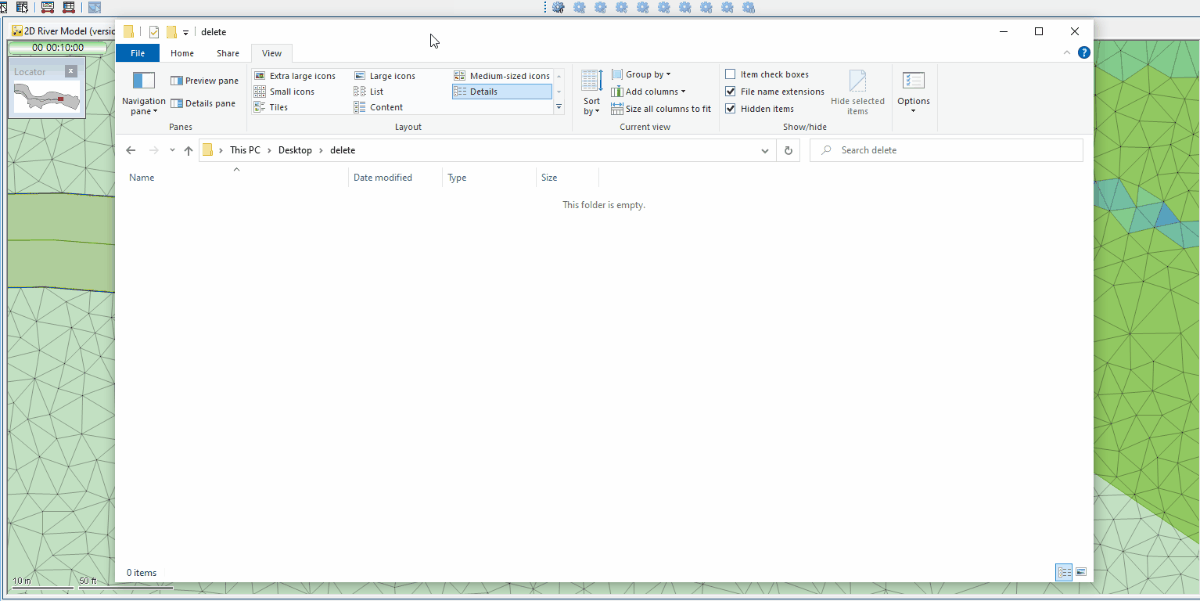 2D River Model (versio
00 00:10:00
Locator
delete
File Home Share View
Navigation pane
Preview pane
Details pane
Panes
Extra large icons Large icons Medium-sized icons
Small icons List Details
Tiles Content
Layout
Sort by
Group by
Add columns
Size all columns to fit
Current view
Item check boxes
File name extensions
Hidden items
Hide selected items
Show/hide
Options
This PC > Desktop > delete
Search delete
Name Date modified Type Size
This folder is empty.
0 items
10 m 50 ft